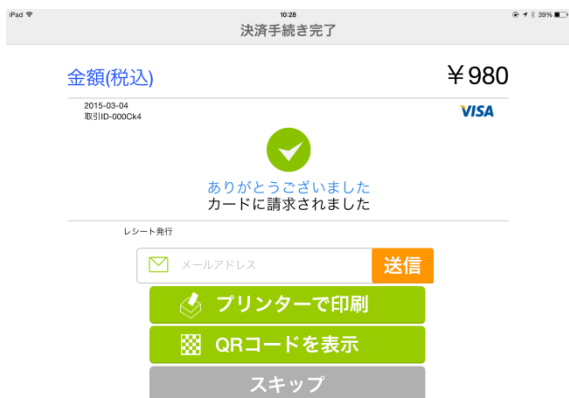 iPad
10:28
39%
決済手続き完了
金額(税込)
￥980
2015-03-04
取引ID-000Ck4
VISA
ありがとうございました
カードに請求されました
レシート発行
メールアドレス
送信
プリンターで印刷
QRコードを表示
スキップ